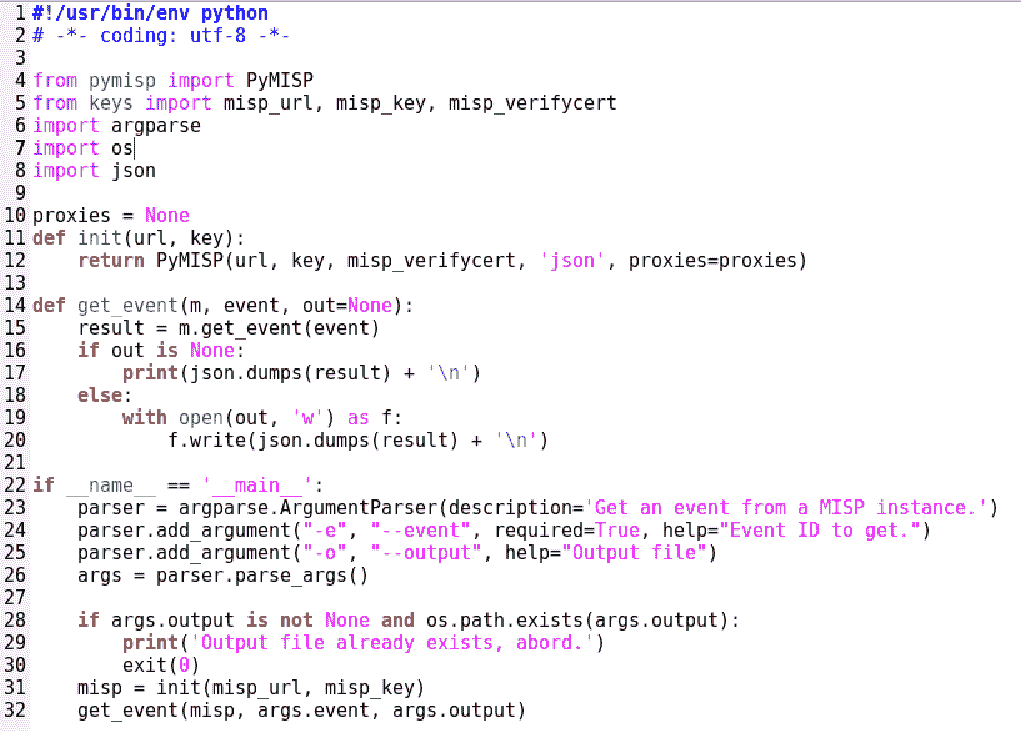 1 #!/usr/bin/env python
2 # -*- coding: utf-8 -*-
3
4 from pymisp import PyMISP
5 from keys import misp_url, misp_key, misp_verifycert
6 import argparse
7 import os
8 import json
9
10 proxies = None
11 def init(url, key):
12     return PyMISP(url, key, misp_verifycert, 'json', proxies=proxies)
13
14 def get_event(m, event, out=None):
15     result = m.get_event(event)
16     if out is None:
17         print(json.dumps(result) + '\n')
18     else:
19         with open(out, 'w') as f:
20             f.write(json.dumps(result) + '\n')
21
22 if __name__ == '__main__':
23     parser = argparse.ArgumentParser(description='Get an event from a MISP instance.')
24     parser.add_argument("-e", "--event", required=True, help="Event ID to get.")
25     parser.add_argument("-o", "--output", help="Output file")
26     args = parser.parse_args()
27
28     if args.output is not None and os.path.exists(args.output):
29         print('Output file already exists, abord.')
30         exit(0)
31     misp = init(misp_url, misp_key)
32     get_event(misp, args.event, args.output)